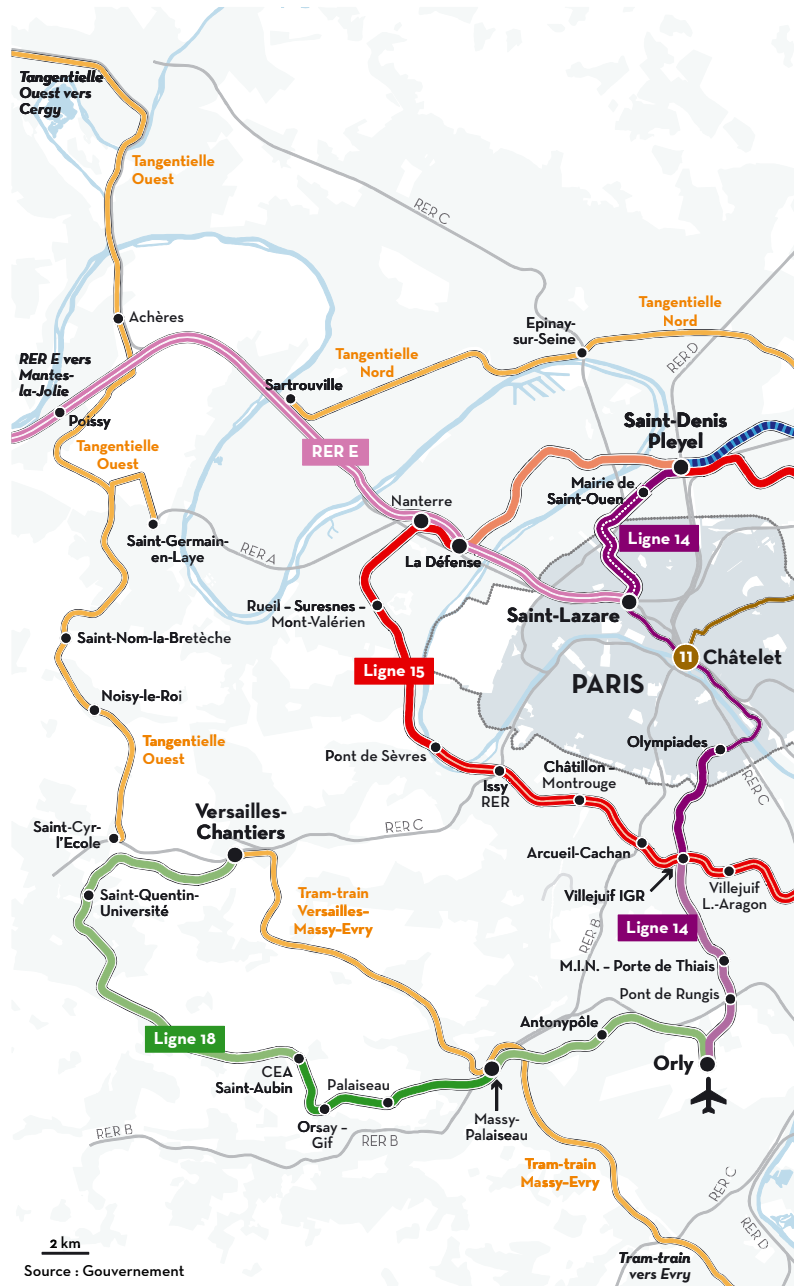 Tangentielle
Ouest vers
Cergy
Tangentielle
Ouest
RER C
Achères
Epinay-
sur-Seine
Tangentielle
Nord
RER D
RER E vers
Mantes-
la-Jolie
Tangentielle
Nord
Sartrouville
Poissy
Saint-Denis
Pleyel
Tangentielle
Ouest
RER E
Mairie de
Saint-Ouen
Nanterre
Ligne 14
Saint-Germain-
en-Laye
RER A
La Défense
Rueil – Suresnes –
Mont-Valérien
Saint-Lazare
Saint-Nom-la-Bretèche
Ligne 15
11
Châtelet
PARIS
Noisy-le-Roi
Tangentielle
Ouest
Pont de Sèvres
Olympiades
Issy
RER
Châtillon –
Montrouge
RER C
Versailles-
Chantiers
Saint-Cyr-
l'Ecole
RER C
Arcueil-Cachan
Saint-Quentin-
Université
Tram-train
Versailles-
Massy-Evry
Villejuif IGR
Villejuif
L.-Aragon
RER B
Ligne 14
M.I.N. – Porte de Thiais
Pont de Rungis
Ligne 18
Antonypôle
Orly
CEA
Saint-Aubin
Palaiseau
Orsay –
Gif
Massy-
Palaiseau
RER B
RER B
Tram-train
Massy-Evry
RER C
RER D
2 km
Source : Gouvernement
Tram-train
vers Evry